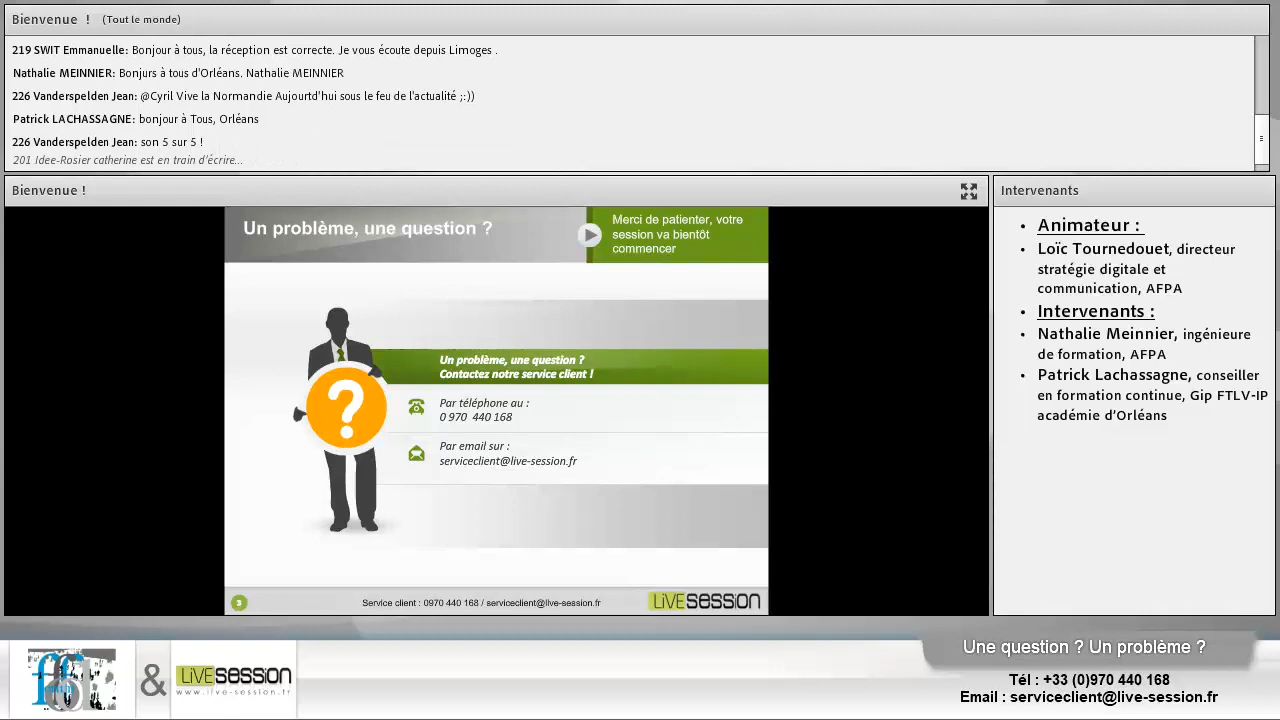 Bienvenue ! (Tout le monde)
219 SWIT Emmanuelle: Bonjour à tous, la réception est correcte. Je vous écoute depuis Limoges .
Nathalie MEINNIER: Bonjurs à tous d'Orléans. Nathalie MEINNIER
226 Vanderspelden Jean: @Cyril Vive la Normandie Aujourtd'hui sous le feu de l'actualité ;:))
Patrick LACHASSAGNE: bonjour à Tous, Orléans
226 Vanderspelden Jean: son 5 sur 5 !
201 Idee-Rosier catherine est en train d'écrire...
Bienvenue !
Un problème, une question ?
Merci de patienter, votre
session va bientôt
commencer
Un problème, une question ?
Contactez notre service client !
Par téléphone au :
0 970 440 168
Par email sur :
serviceclient@live-session.fr
3
Service client : 0970 440 168 / serviceclient@live-session.fr
LiVE SESSION
Intervenants
• Animateur :
• Loïc Tournedouet, directeur
stratégie digitale et
communication, AFPA
• Intervenants :
• Nathalie Meinnier, ingénieure
de formation, AFPA
• Patrick Lachassagne, conseiller
en formation continue, Gip FTLV-IP
académie d'Orléans
&
LiVE SESSION
www.live-session.fr
Une question ? Un problème ?
Tél : +33 (0)970 440 168
Email : serviceclient@live-session.fr